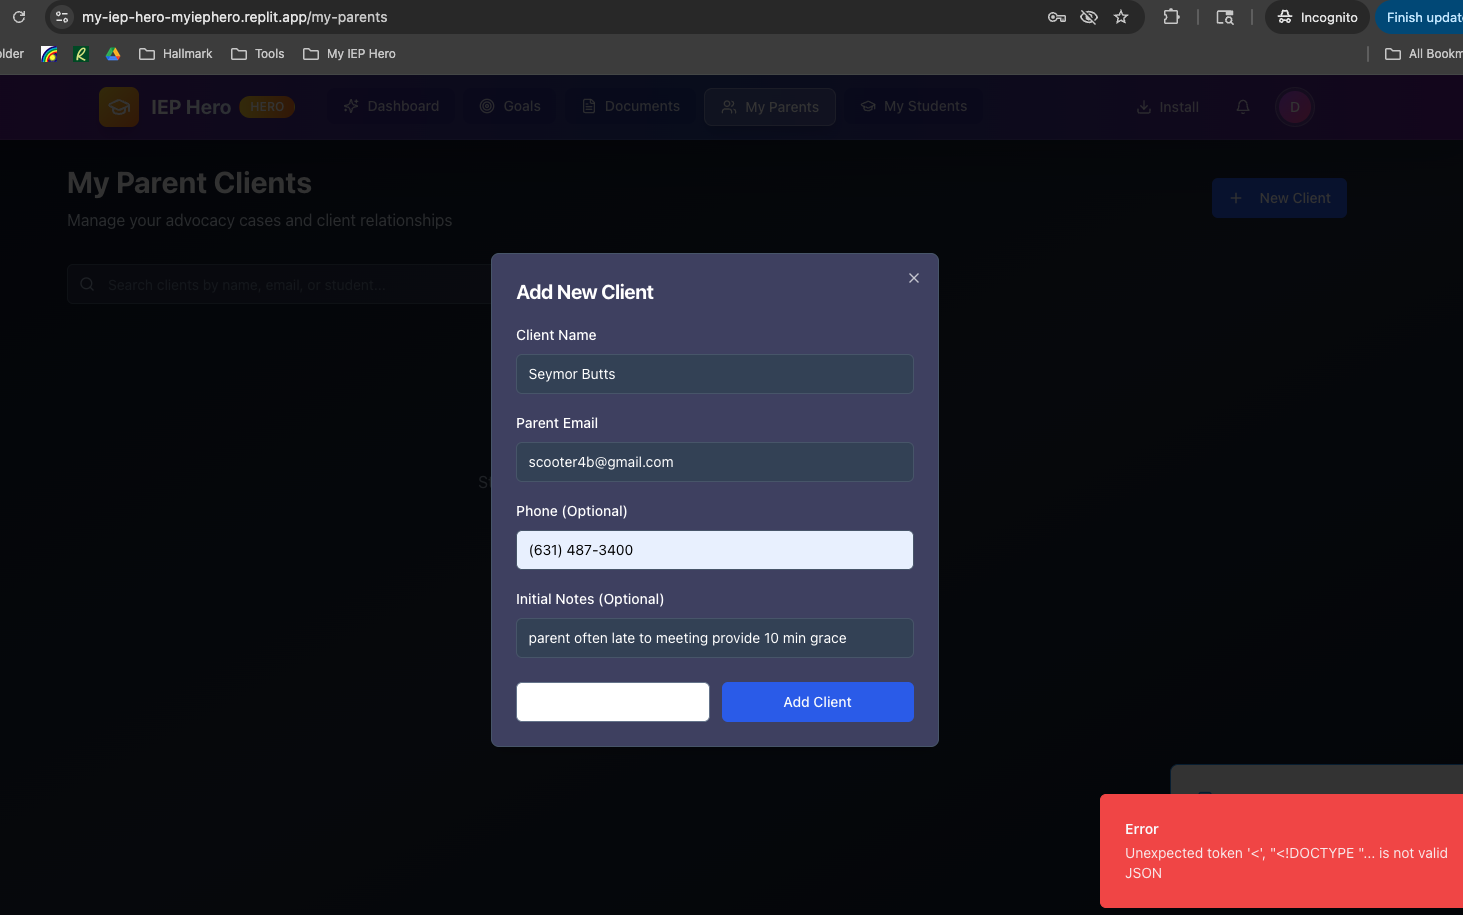 my-iep-hero-myiephero.replit.app/my-parents
Incognito
Finish updat
older
Hallmark
Tools
My IEP Hero
All Bookm
IEP Hero HERO
Dashboard
Goals
Documents
My Parents
My Students
Install
D
My Parent Clients
Manage your advocacy cases and client relationships
+ New Client
Search clients by name, email, or student...
Add New Client
Client Name
Seymor Butts
Parent Email
scooter4b@gmail.com
Phone (Optional)
(631) 487-3400
Initial Notes (Optional)
parent often late to meeting provide 10 min grace
Add Client
Error
Unexpected token '<', "<!DOCTYPE "... is not valid
JSON